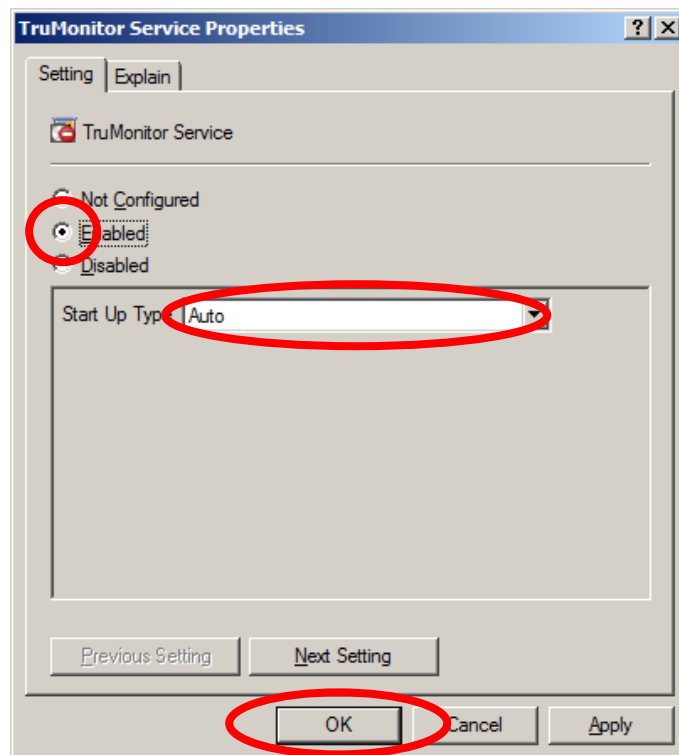 TruMonitor Service Properties
Setting Explain
TruMonitor Service
Not Configured
Enabled
Disabled
Start Up Type Auto
Previous Setting Next Setting
OK Cancel Apply